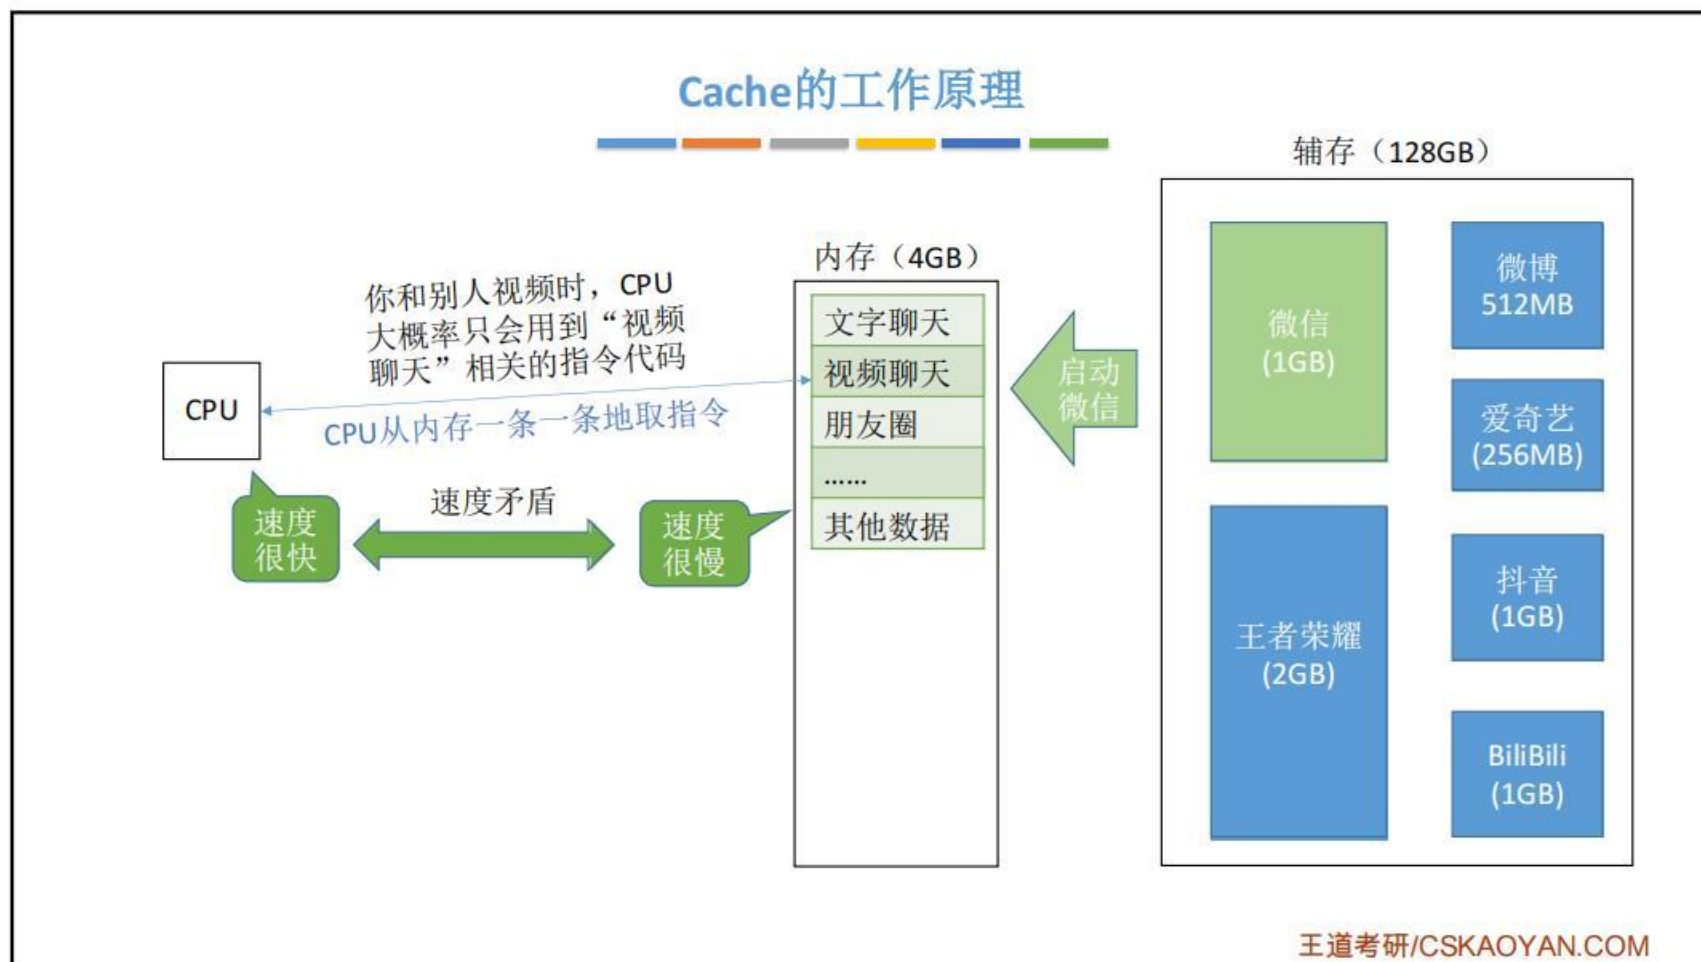 Cache的工作原理
辅存（128GB）
内存（4GB）
你和别人视频时，CPU
大概率只会用到“视频
聊天”相关的指令代码
CPU
CPU从内存一条一条地取指令
速度
很快
速度矛盾
速度
很慢
文字聊天
视频聊天
朋友圈
……
其他数据
启动
微信
微信
(1GB)
王者荣耀
(2GB)
微博
512MB
爱奇艺
(256MB)
抖音
(1GB)
BiliBili
(1GB)
王道考研/CSKAOYAN.COM